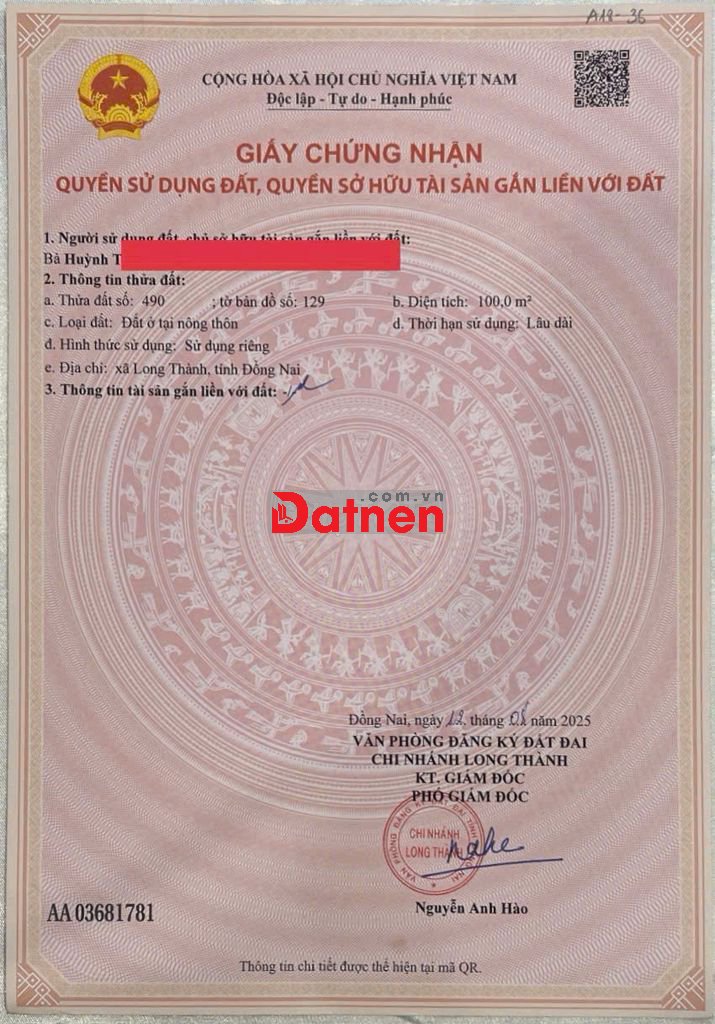 A18-36
CỘNG HÒA XÃ HỘI CHỦ NGHĨA VIỆT NAM
Độc lập - Tự do - Hạnh phúc
GIẤY CHỨNG NHẬN
QUYỀN SỬ DỤNG ĐẤT, QUYỀN SỞ HỮU TÀI SẢN GẮN LIỀN VỚI ĐẤT
1. Người sử dụng đất, chủ sở hữu tài sản gắn liền với đất:
Bà Huỳnh T
2. Thông tin thửa đất:
a. Thửa đất số: 490 ; tờ bản đồ số: 129 b. Diện tích: 100,0 m²
c. Loại đất: Đất ở tại nông thôn d. Thời hạn sử dụng: Lâu dài
đ. Hình thức sử dụng: Sử dụng riêng
e. Địa chỉ: xã Long Thành, tỉnh Đồng Nai
3. Thông tin tài sản gắn liền với đất: -/-
.com.vn
Datnen
Đồng Nai, ngày 12 tháng 08 năm 2025
VĂN PHÒNG ĐĂNG KÝ ĐẤT ĐAI
CHI NHÁNH LONG THÀNH
KT. GIÁM ĐỐC
PHÓ GIÁM ĐỐC
CHI NHÁNH
LONG THÀNH
Nguyễn Anh Hào
AA 03681781
Thông tin chi tiết được thể hiện tại mã QR.